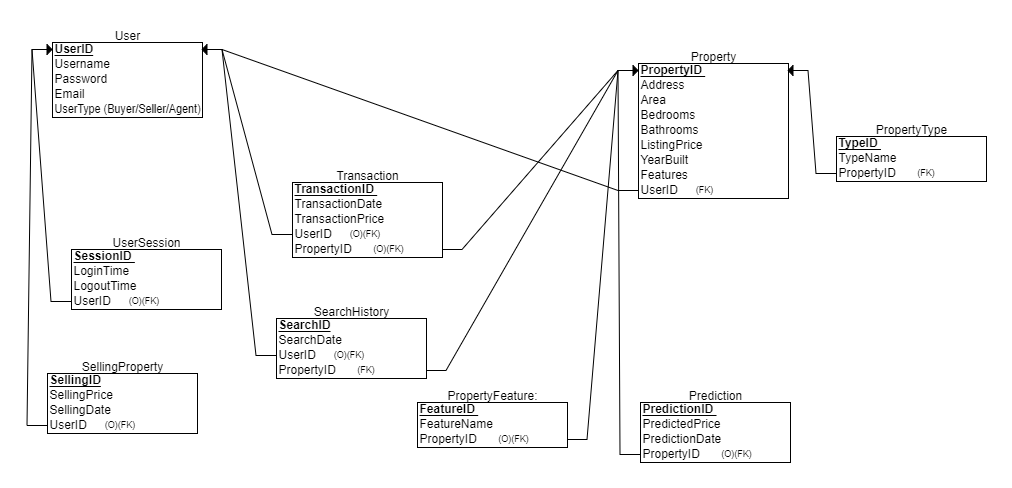 User
UserID
Username
Password
Email
UserType (Buyer/Seller/Agent)
Property
PropertyID
Address
Area
Bedrooms
Bathrooms
ListingPrice
YearBuilt
Features
UserID (FK)
PropertyType
TypeID
TypeName
PropertyID (FK)
Transaction
TransactionID
TransactionDate
TransactionPrice
UserID (O)(FK)
PropertyID (O)(FK)
UserSession
SessionID
LoginTime
LogoutTime
UserID (O)(FK)
SearchHistory
SearchID
SearchDate
UserID (O)(FK)
PropertyID (FK)
SellingProperty
SellingID
SellingPrice
SellingDate
UserID (O)(FK)
PropertyFeature:
FeatureID
FeatureName
PropertyID (O)(FK)
Prediction
PredictionID
PredictedPrice
PredictionDate
PropertyID (O)(FK)